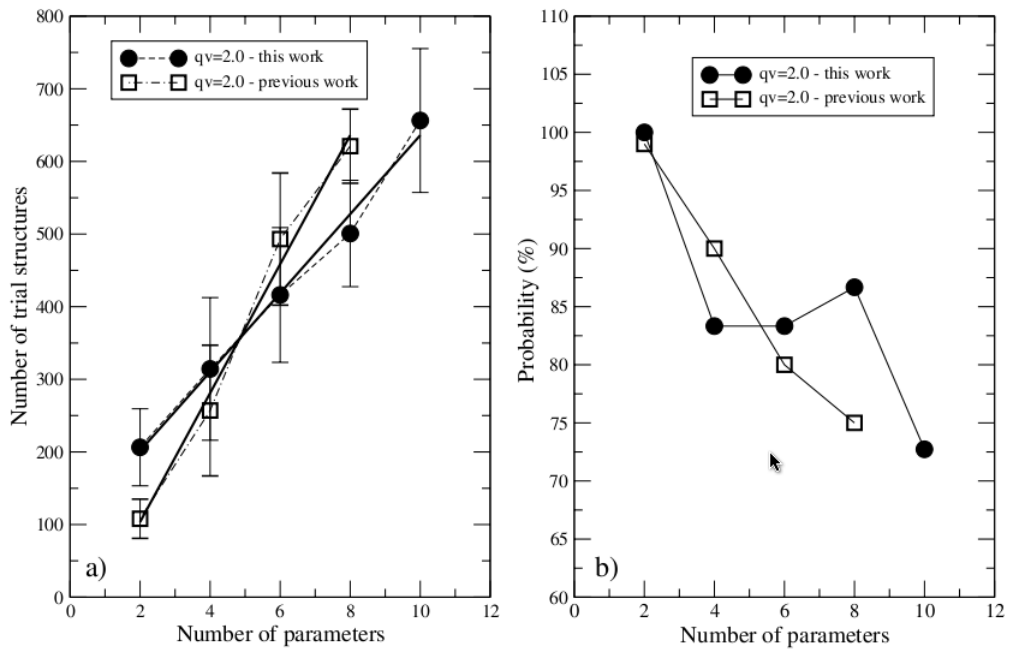 800
700
600
500
400
300
200
100
0
Number of trial structures
qv=2.0 - this work
qv=2.0 - previous work
a)
0 2 4 6 8 10 12
Number of parameters
110
105
100
95
90
85
80
75
70
65
60
Probability (%)
qv=2.0 - this work
qv=2.0 - previous work
b)
0 2 4 6 8 10 12
Number of parameters